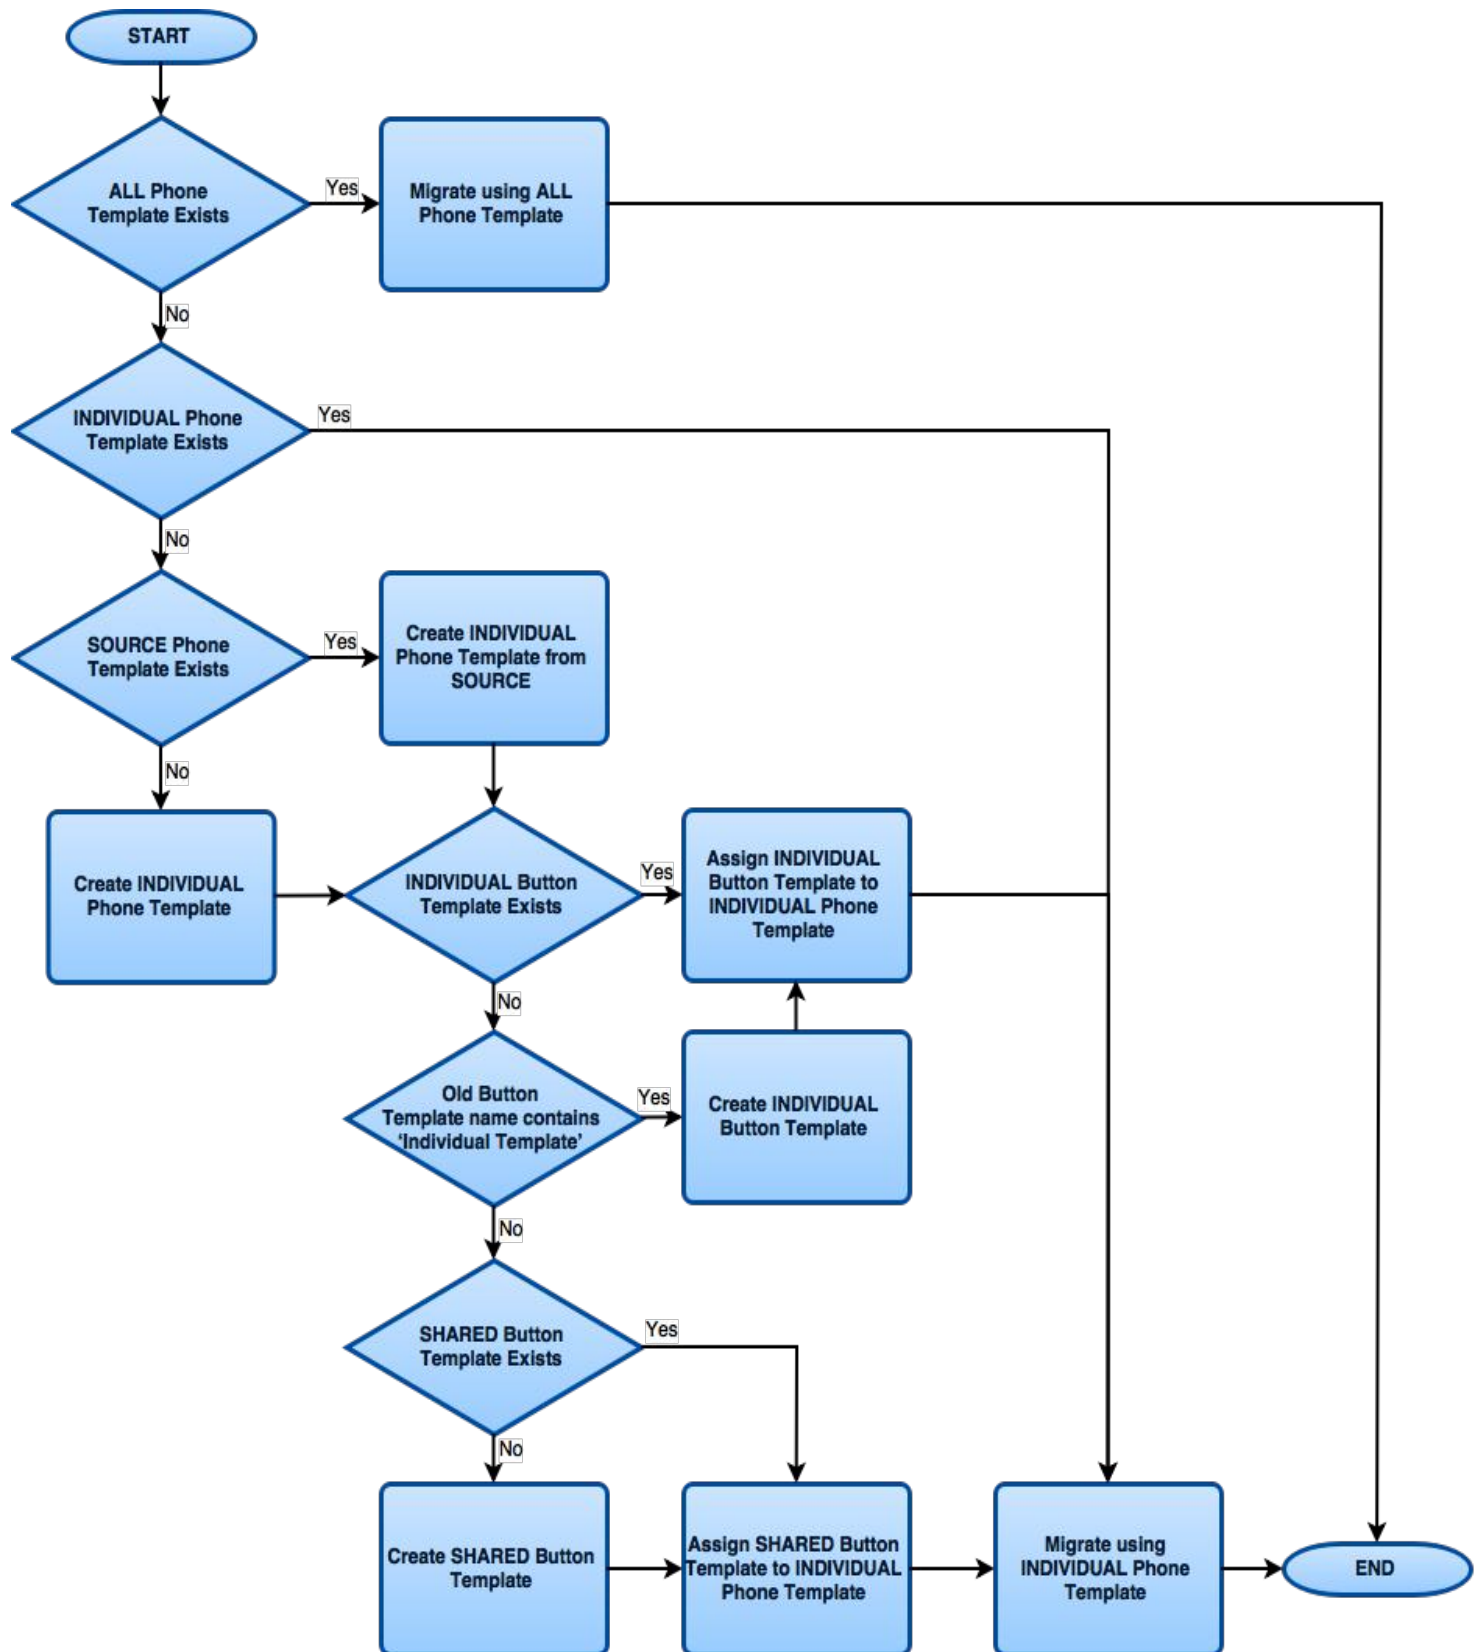 START
ALL Phone
Template Exists
Yes
Migrate using ALL
Phone Template
No
INDIVIDUAL Phone
Template Exists
Yes
No
SOURCE Phone
Template Exists
Yes
Create INDIVIDUAL
Phone Template from
SOURCE
No
Create INDIVIDUAL
Phone Template
INDIVIDUAL Button
Template Exists
Yes
Assign INDIVIDUAL
Button Template to
INDIVIDUAL Phone
Template
No
Old Button
Template name contains
‘Individual Template’
Yes
Create INDIVIDUAL
Button Template
No
SHARED Button
Template Exists
Yes
No
Create SHARED Button
Template
Assign SHARED Button
Template to INDIVIDUAL
Phone Template
Migrate using
INDIVIDUAL Phone
Template
END